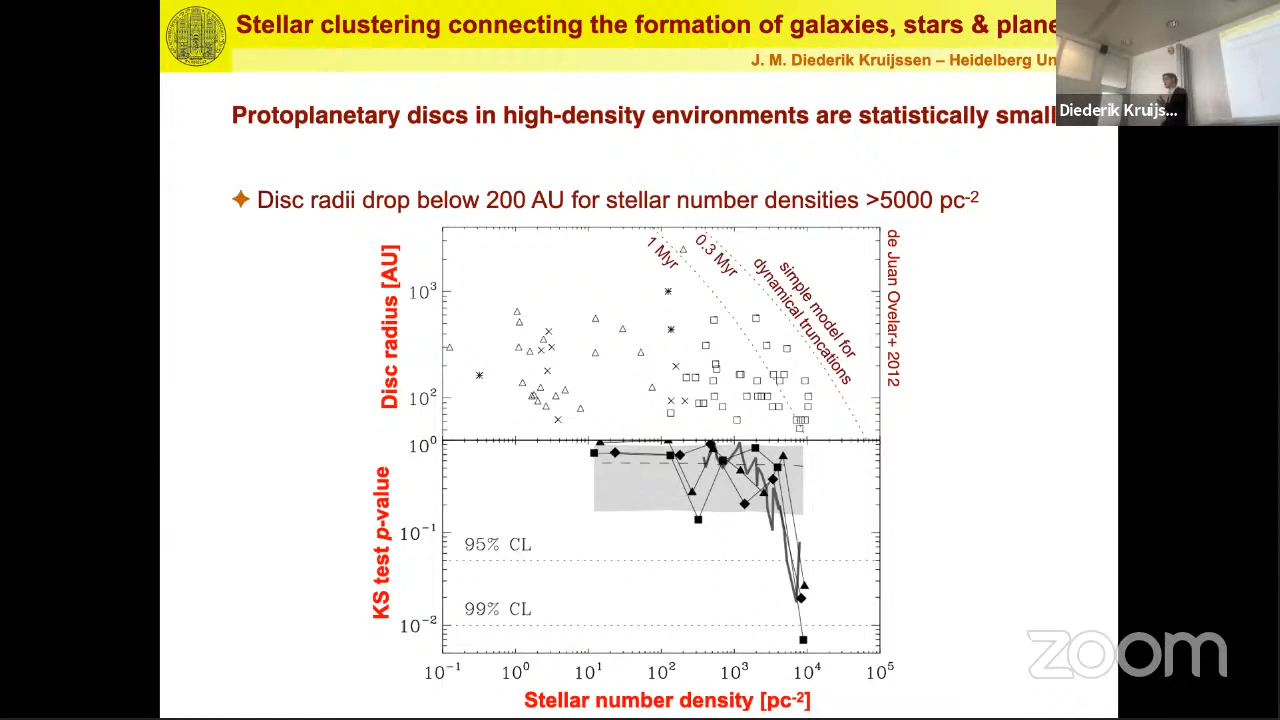 Stellar clustering connecting the formation of galaxies, stars & plane
J. M. Diederik Kruijssen – Heidelberg Un
Diederik Kruijs...
Protoplanetary discs in high-density environments are statistically small
✦ Disc radii drop below 200 AU for stellar number densities >5000 pc⁻²
Disc radius [AU]
10³
10²
1 Myr
0.3 Myr
simple model for
dynamical truncations
de Juan Ovelar+ 2012
KS test p-value
10⁰
10⁻¹
10⁻²
95% CL
99% CL
10⁻¹ 10⁰ 10¹ 10² 10³ 10⁴ 10⁵
Stellar number density [pc⁻²]
zoom